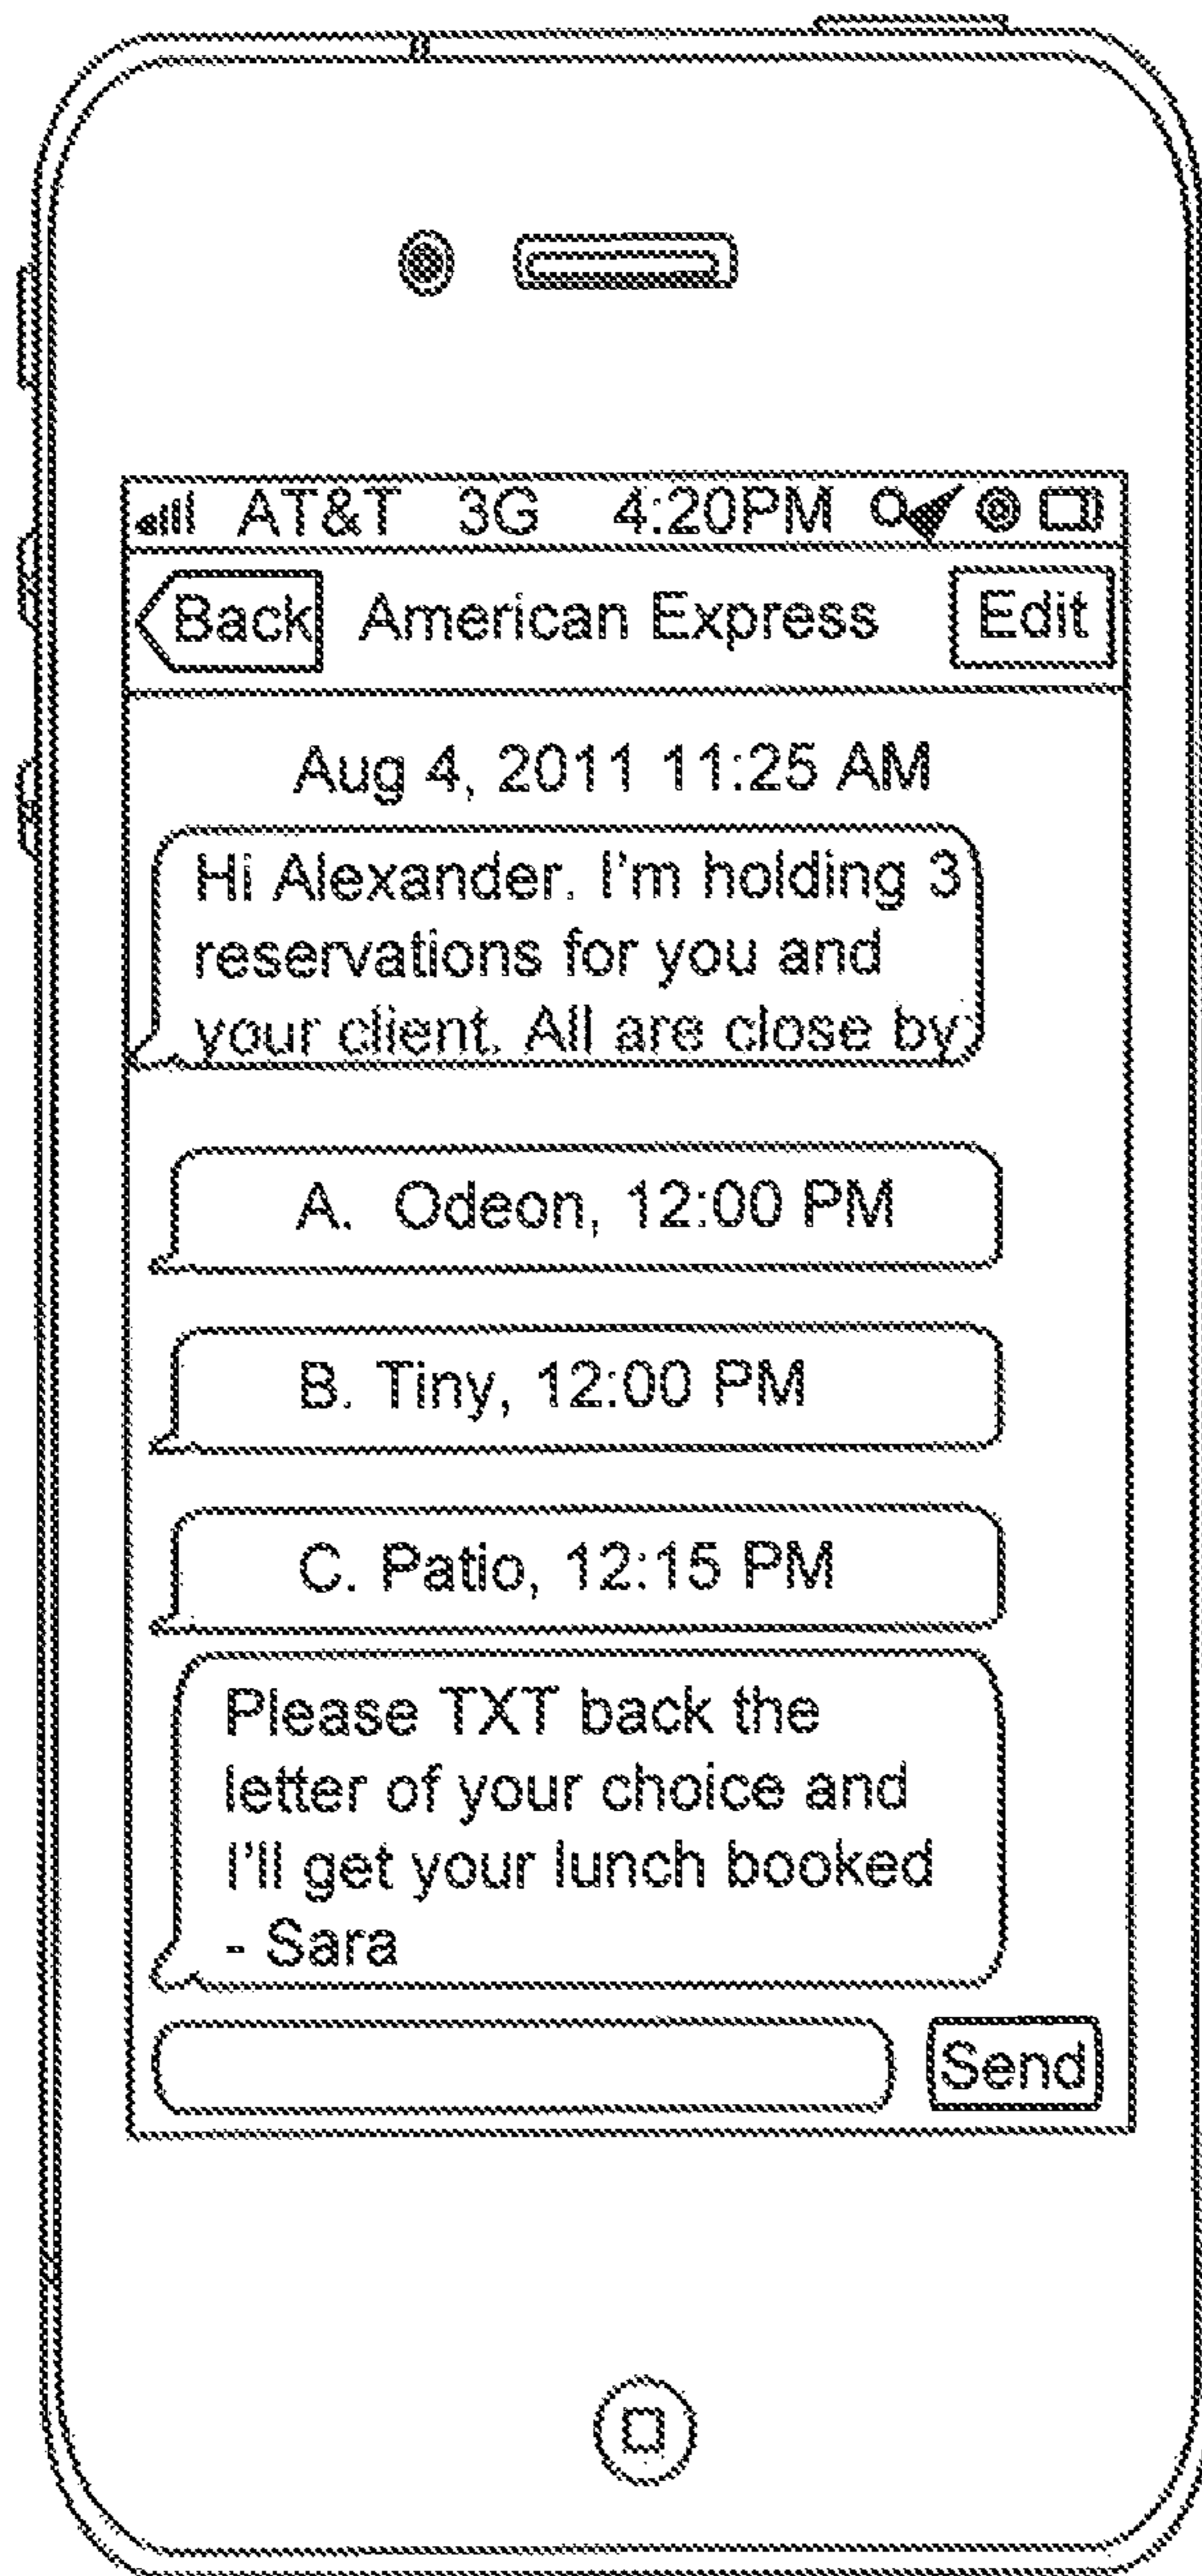 AT&T 3G 4:20PM
Back American Express Edit
Aug 4, 2011 11:25 AM
Hi Alexander. I'm holding 3
reservations for you and
your client. All are close by
A. Odeon, 12:00 PM
B. Tiny, 12:00 PM
C. Patio, 12:15 PM
Please TXT back the
letter of your choice and
I'll get your lunch booked
- Sara
Send